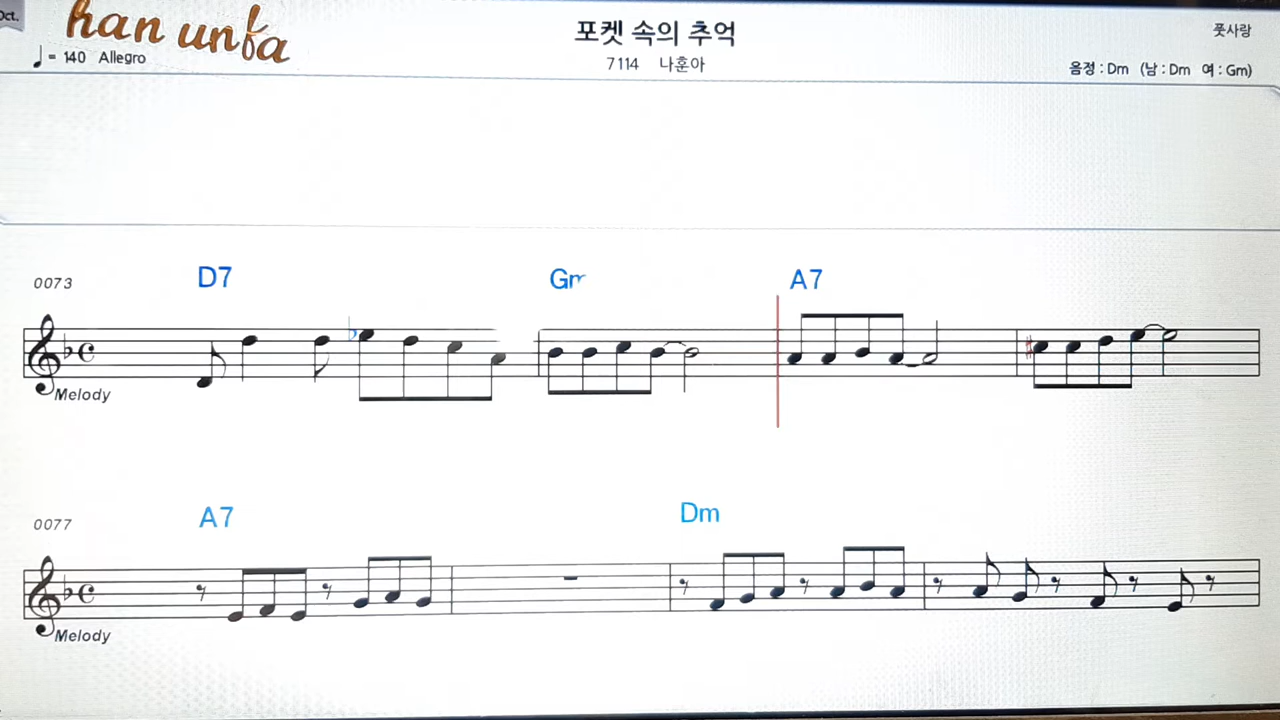 Oct.
han unfa
포켓 속의 추억
풋사랑
♩ = 140 Allegro
7114 나훈아
음정 : Dm (남 : Dm 여 : Gm)
D7 Gm A7
0073
Melody
A7 Dm
0077
Melody